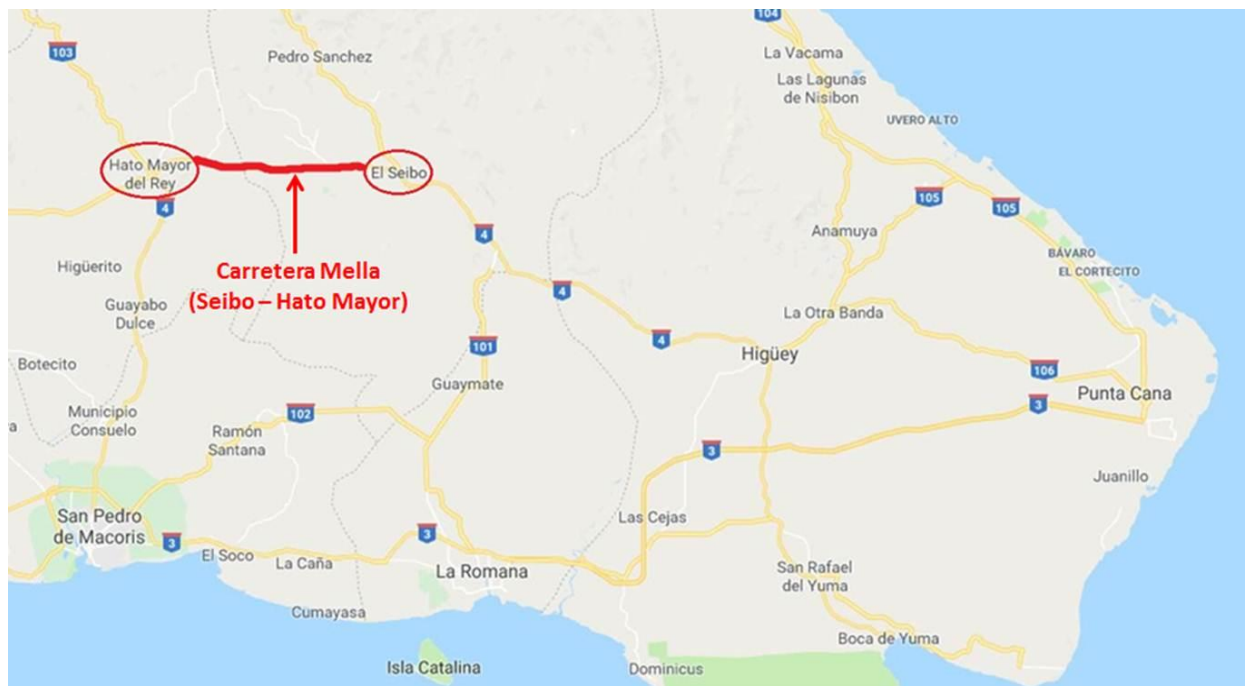 104
103
Pedro Sanchez
La Vacama
Las Lagunas
de Nisibon
UVERO ALTO
Hato Mayor
del Rey
El Seibo
4
105
105
4
Anamuya
BÁVARO
EL CORTECITO
Higüerito
Carretera Mella
(Seibo – Hato Mayor)
4
Guayabo
Dulce
La Otra Banda
4
101
Higüey
Botecito
Guaymate
106
Punta Cana
3
Municipio
Consuelo
102
a
Ramón
Santana
3
Juanillo
San Pedro
de Macoris
Las Cejas
3
3
El Soco
La Caña
La Romana
San Rafael
del Yuma
Cumayasa
Boca de Yuma
Isla Catalina
Dominicus